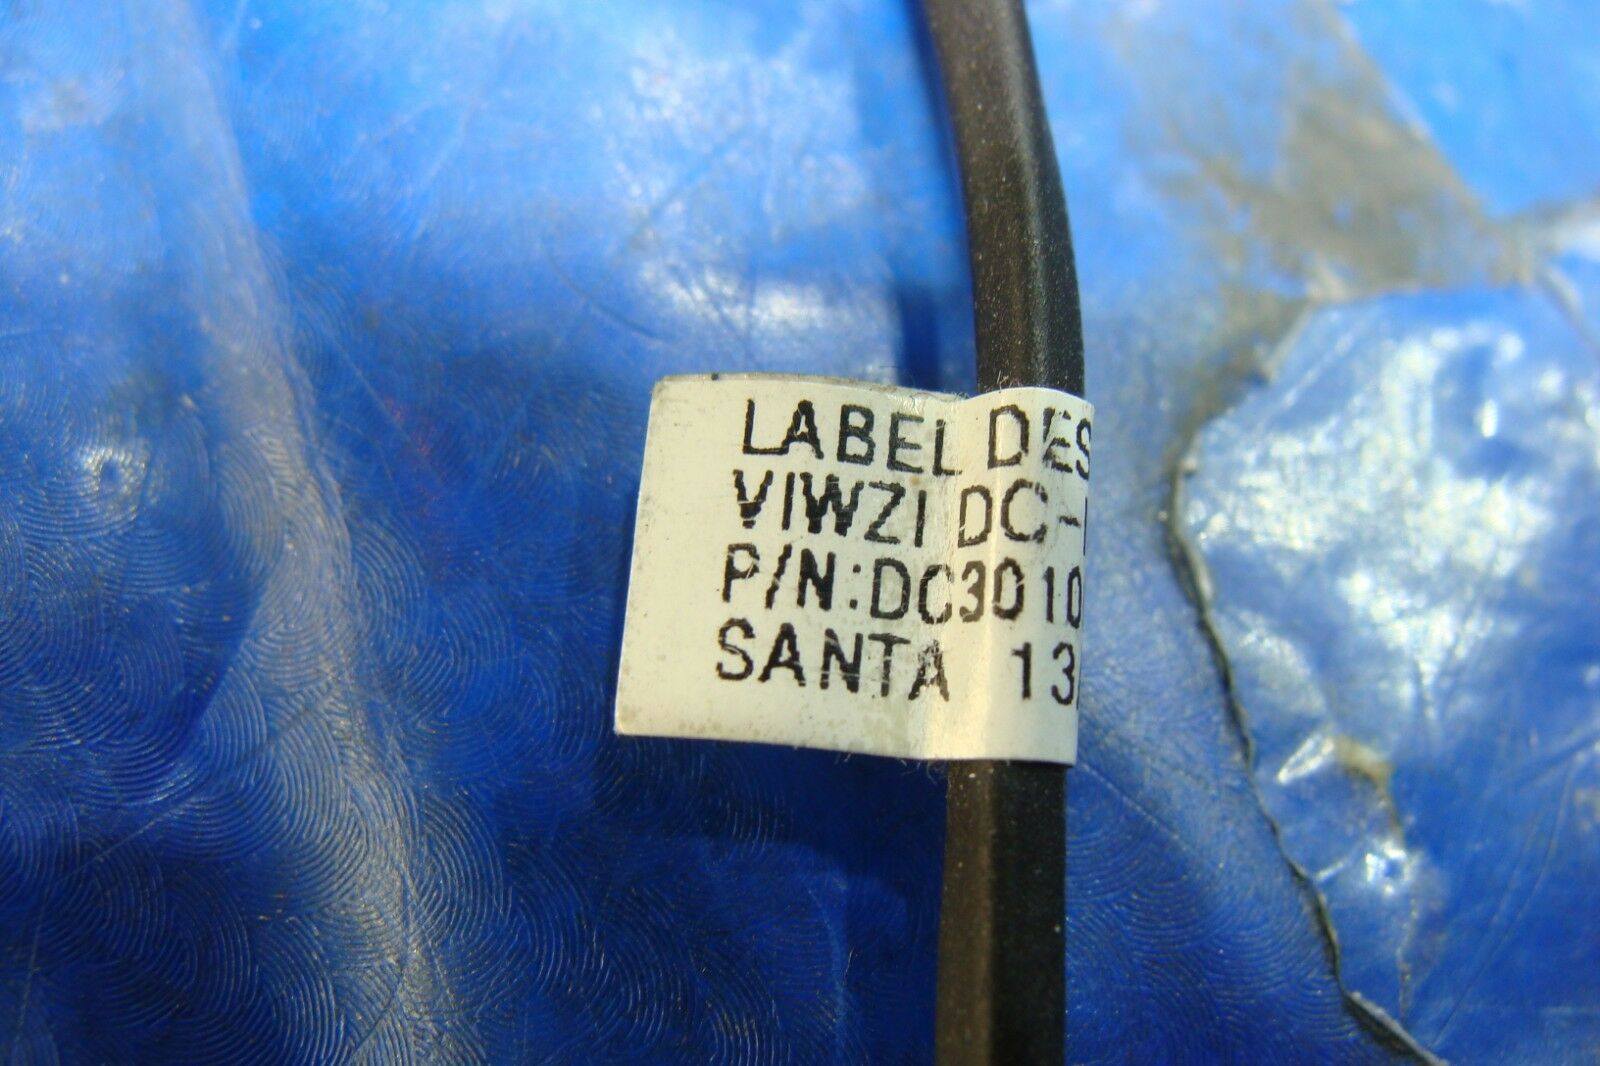 LABEL DES
VIWZI DC-
P/N:DC3010
SANTA 13